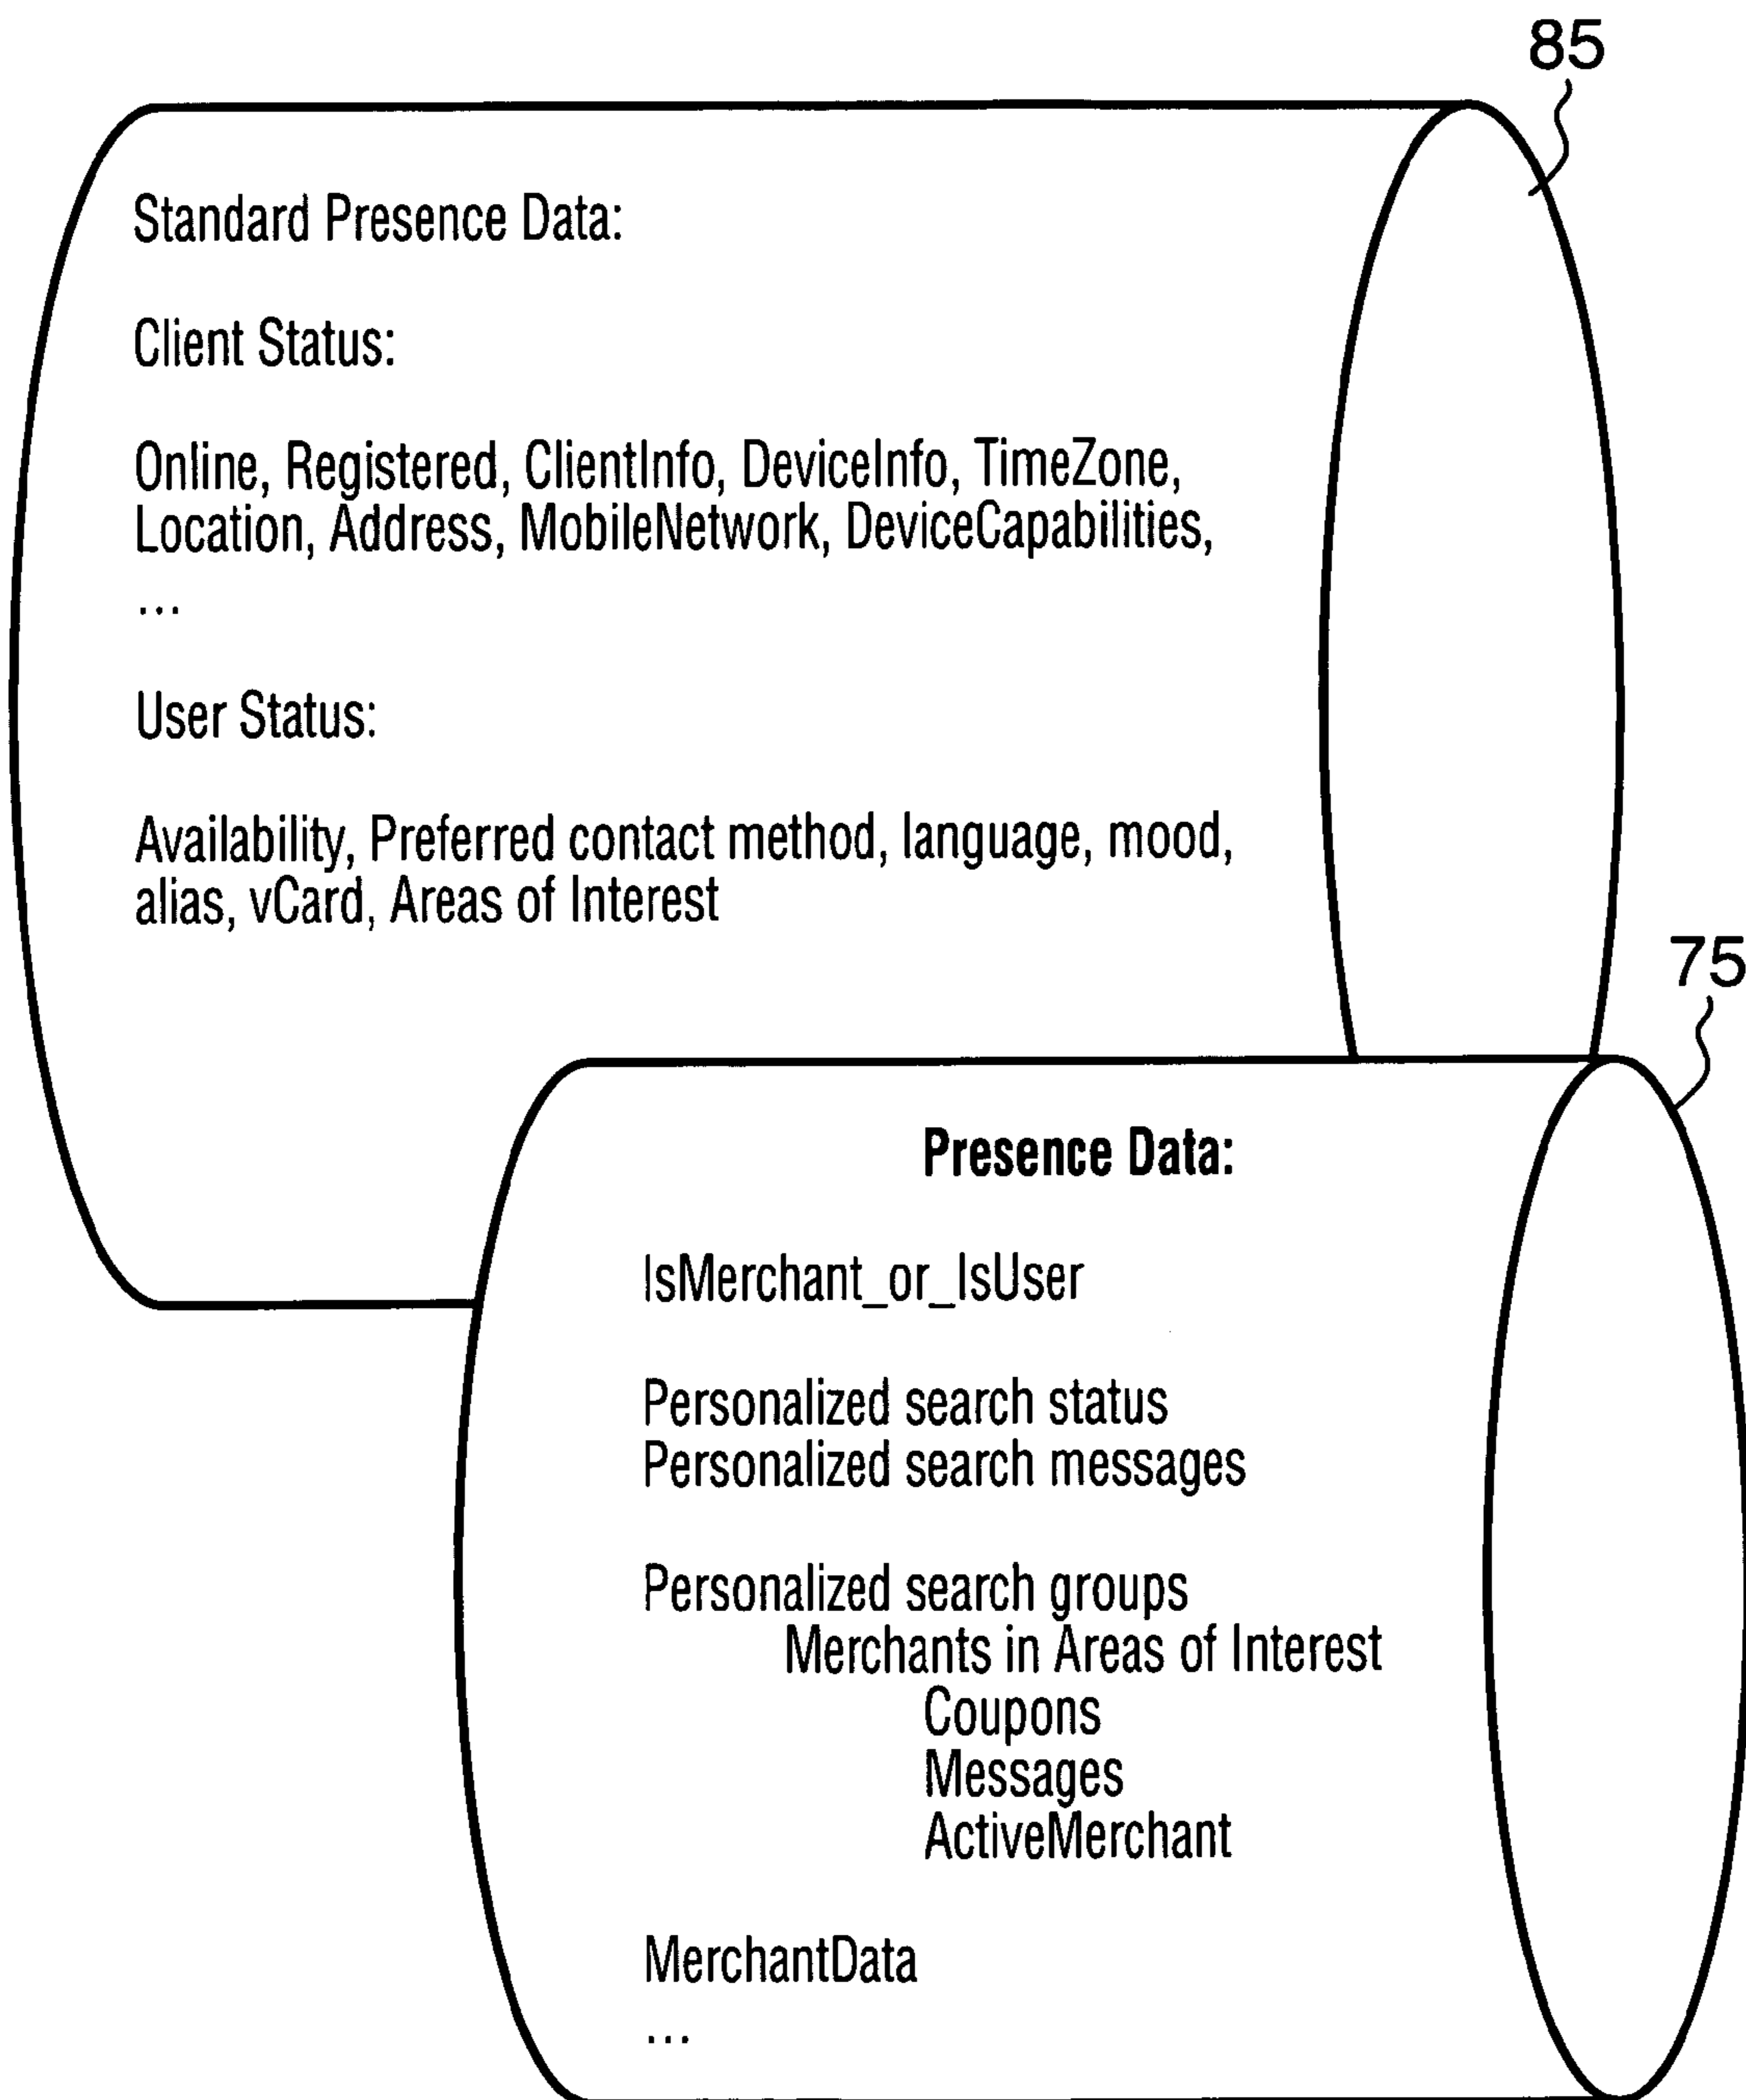 85
Standard Presence Data:
Client Status:
Online, Registered, ClientInfo, DeviceInfo, TimeZone,
Location, Address, MobileNetwork, DeviceCapabilities,
...
User Status:
Availability, Preferred contact method, language, mood,
alias, vCard, Areas of Interest
75
Presence Data:
IsMerchant_or_IsUser
Personalized search status
Personalized search messages
Personalized search groups
Merchants in Areas of Interest
Coupons
Messages
ActiveMerchant
MerchantData
...